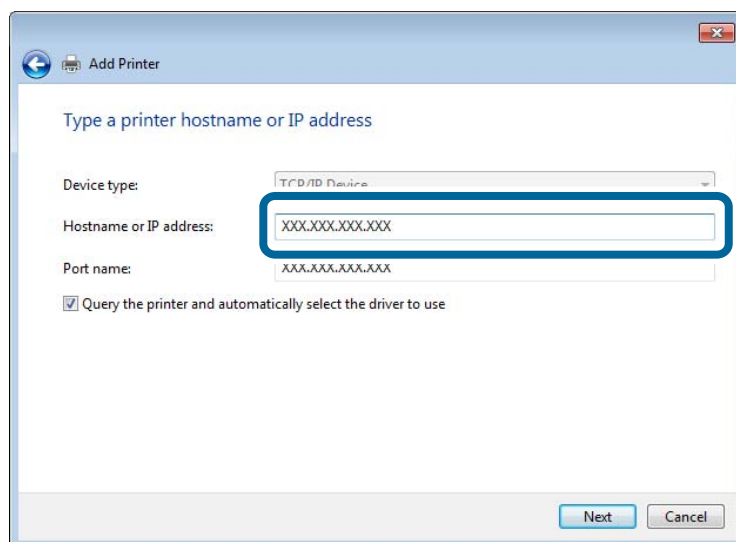 Add Printer
Type a printer hostname or IP address
Device type: TCP/IP Device
Hostname or IP address: XXX.XXX.XXX.XXX
Port name: XXX.XXX.XXX.XXX
Query the printer and automatically select the driver to use
Next Cancel